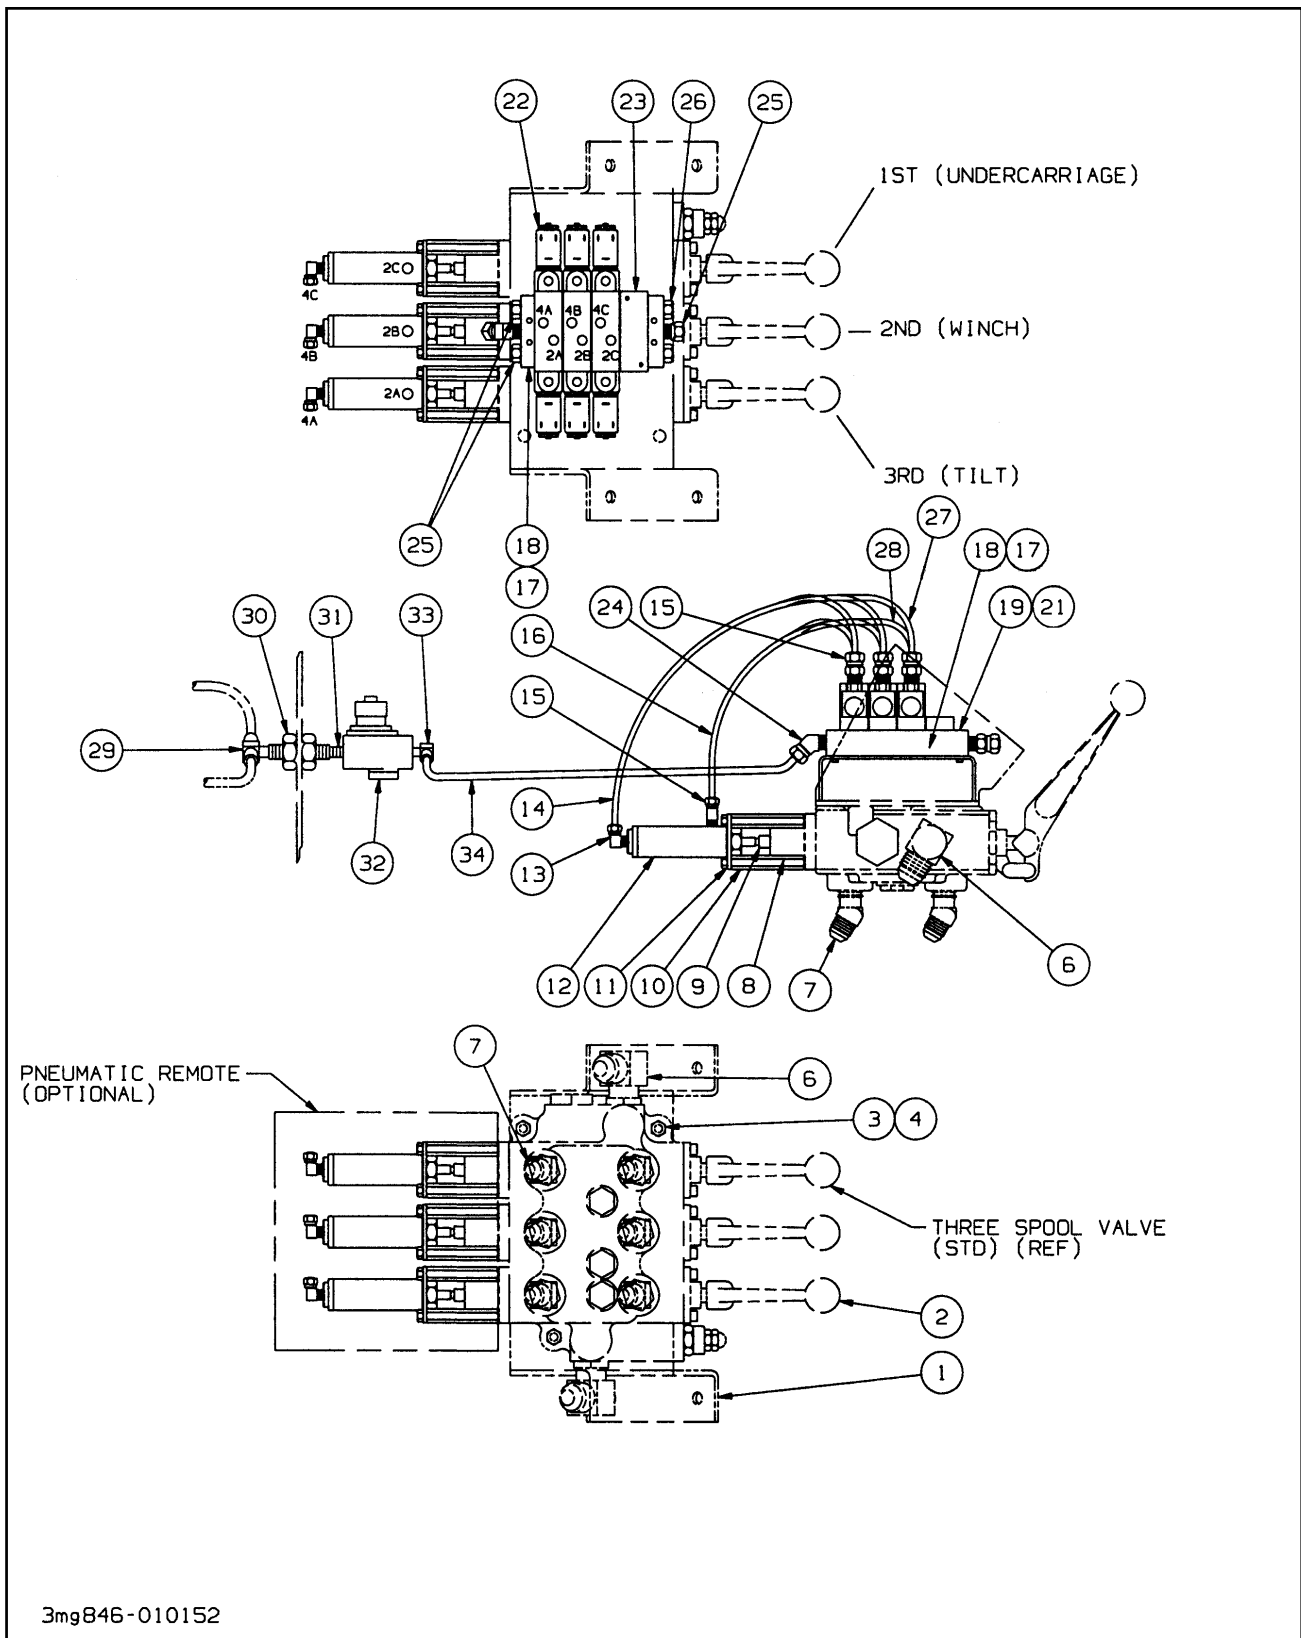 22 23 26 25
1ST (UNDERCARRIAGE)
2C
4C
4A 4B 4C
2B
2ND (WINCH)
4B
2A 2B 2C
2A
4A
3RD (TILT)
25 18 27
17 28 18 17
30 31 33 24 15 19 21
16
15
29
14
32 34 13
12 11 10 9 8 7 6
7 6
PNEUMATIC REMOTE
(OPTIONAL)
3 4
THREE SPOOL VALVE
(STD) (REF)
2
1
3mg846-010152